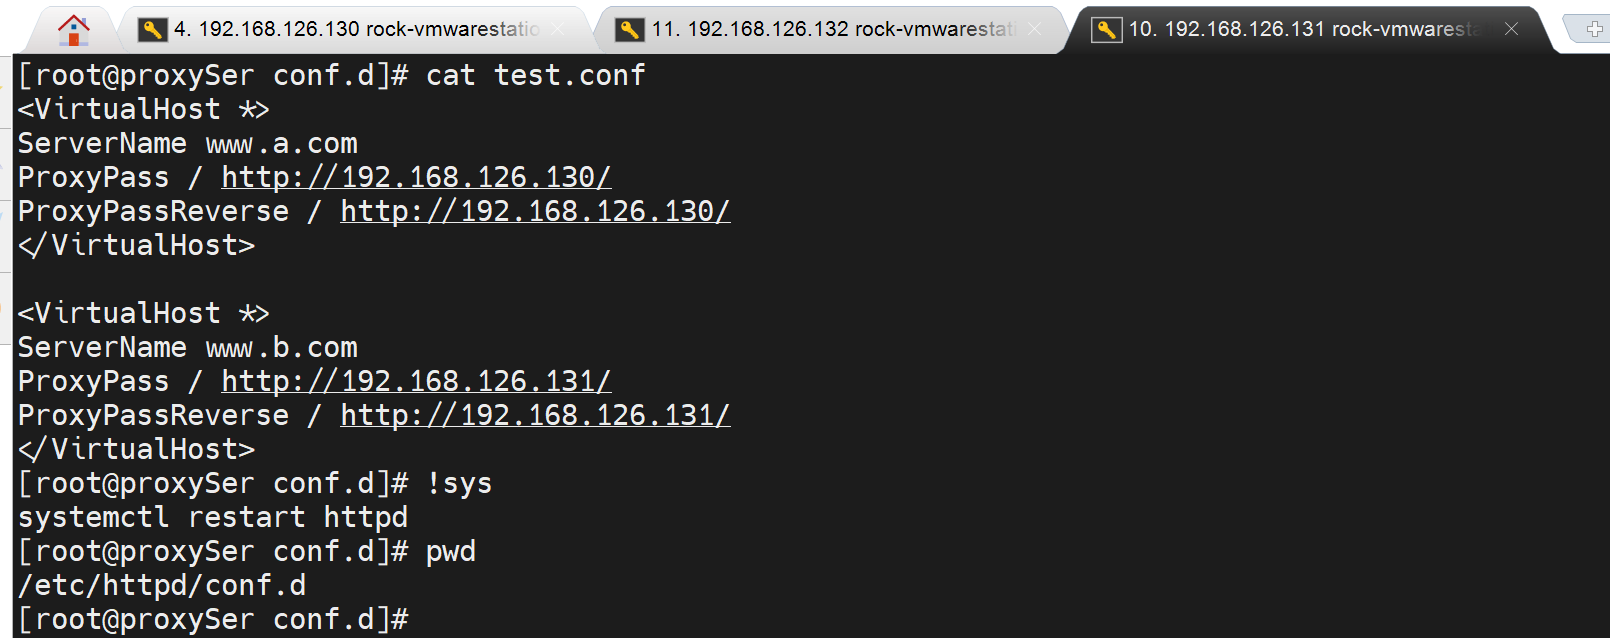 4. 192.168.126.130 rock-vmwarestatio
11. 192.168.126.132 rock-vmwarestati
10. 192.168.126.131 rock-vmwaresta
[root@proxySer conf.d]# cat test.conf
<VirtualHost *>
ServerName www.a.com
ProxyPass / http://192.168.126.130/
ProxyPassReverse / http://192.168.126.130/
</VirtualHost>
<VirtualHost *>
ServerName www.b.com
ProxyPass / http://192.168.126.131/
ProxyPassReverse / http://192.168.126.131/
</VirtualHost>
[root@proxySer conf.d]# !sys
systemctl restart httpd
[root@proxySer conf.d]# pwd
/etc/httpd/conf.d
[root@proxySer conf.d]#